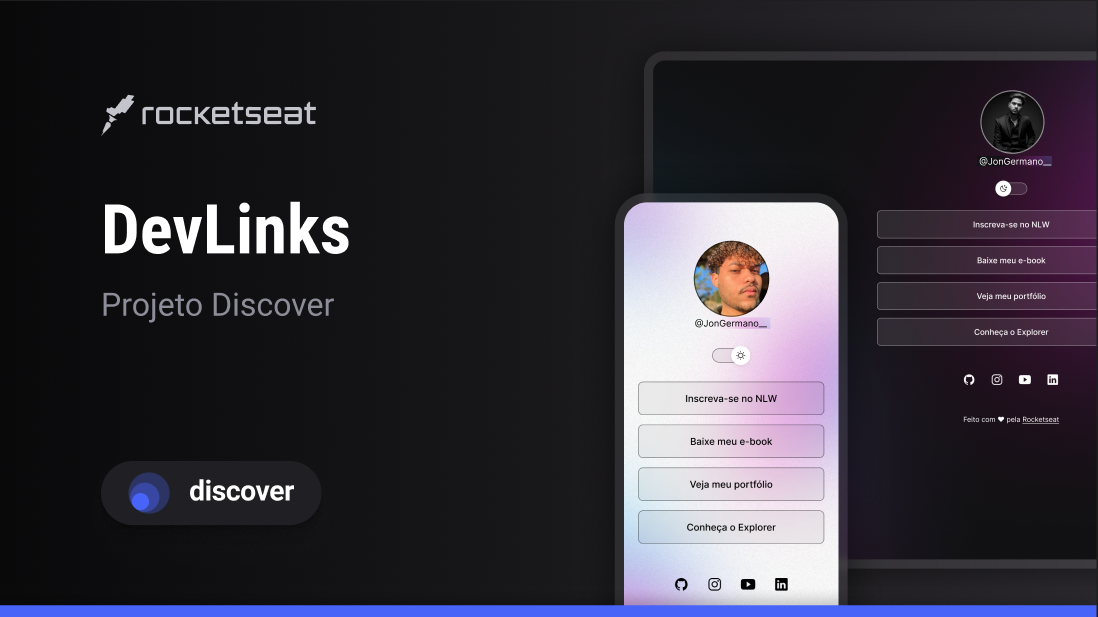 rocketseat
DevLinks
Projeto Discover
discover
@JonGermano__
Inscreva-se no NLW
Baixe meu e-book
Veja meu portfólio
Conheça o Explorer
@JonGermano__
Inscreva-se no NLW
Baixe meu e-book
Veja meu portfólio
Conheça o Explorer
Feito com ♥ pela Rocketseat